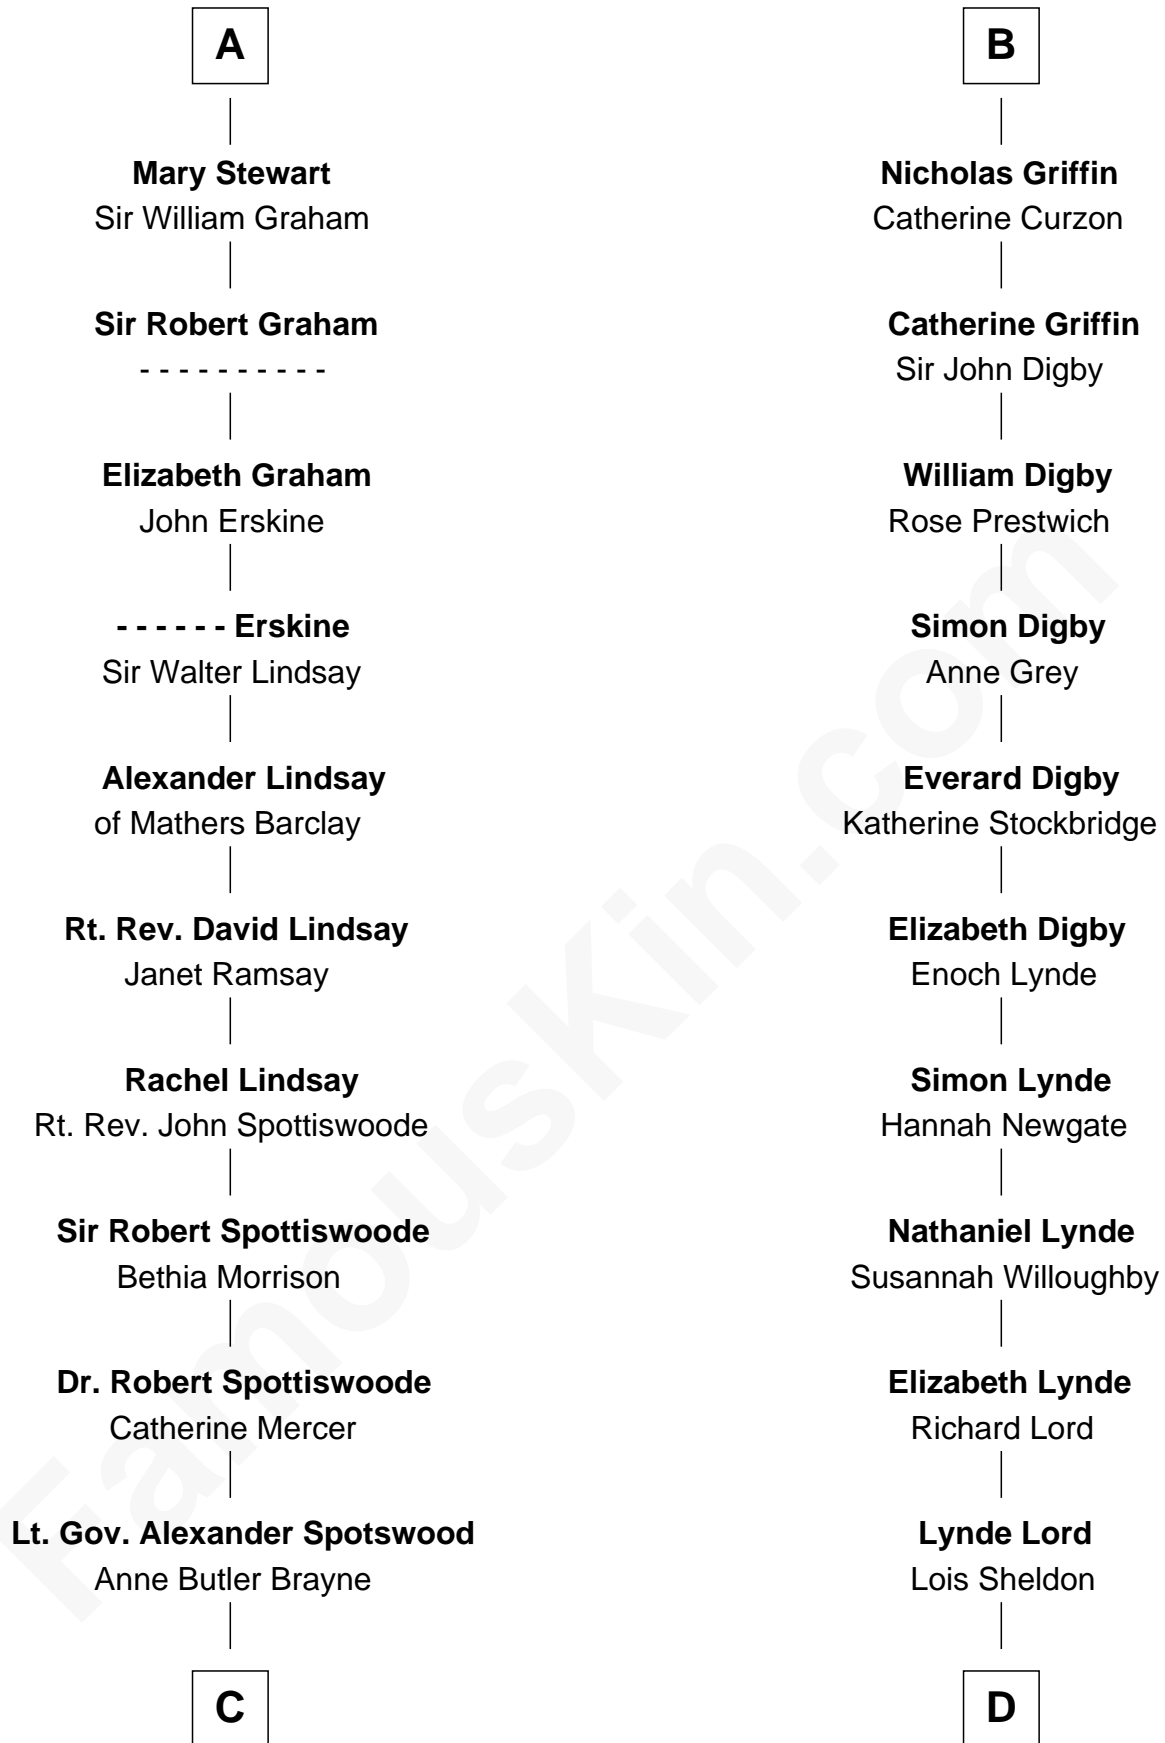 A
Mary Stewart
Sir William Graham
Sir Robert Graham
- - - - - - - - - -
Elizabeth Graham
John Erskine
- - - - - - Erskine
Sir Walter Lindsay
Alexander Lindsay
of Mathers Barclay
Rt. Rev. David Lindsay
Janet Ramsay
Rachel Lindsay
Rt. Rev. John Spottiswoode
Sir Robert Spottiswoode
Bethia Morrison
Dr. Robert Spottiswoode
Catherine Mercer
Lt. Gov. Alexander Spotswood
Anne Butler Brayne
C
B
Nicholas Griffin
Catherine Curzon
Catherine Griffin
Sir John Digby
William Digby
Rose Prestwich
Simon Digby
Anne Grey
Everard Digby
Katherine Stockbridge
Elizabeth Digby
Enoch Lynde
Simon Lynde
Hannah Newgate
Nathaniel Lynde
Susannah Willoughby
Elizabeth Lynde
Richard Lord
Lynde Lord
Lois Sheldon
D
FamousKin.com